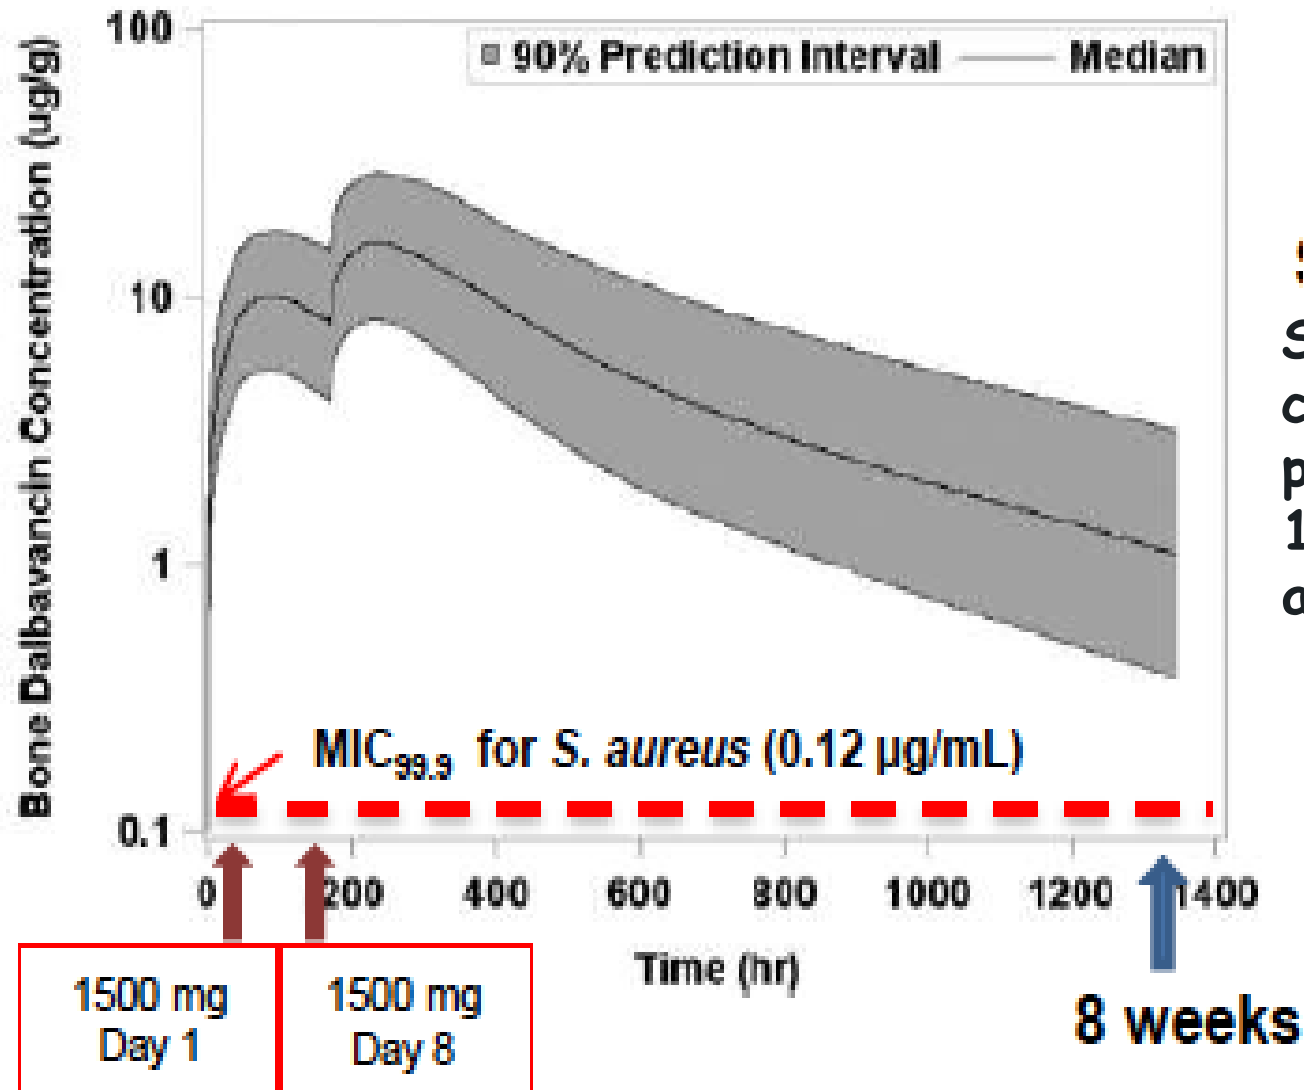 100
90% Prediction Interval
Median
Bone Dalbavancin Concentration (ug/g)
10
1
MIC99.9 for S. aureus (0.12 µg/mL)
0.1
0 200 400 600 800 1000 1200 1400
Time (hr)
1500 mg
Day 1
1500 mg
Day 8
8 weeks